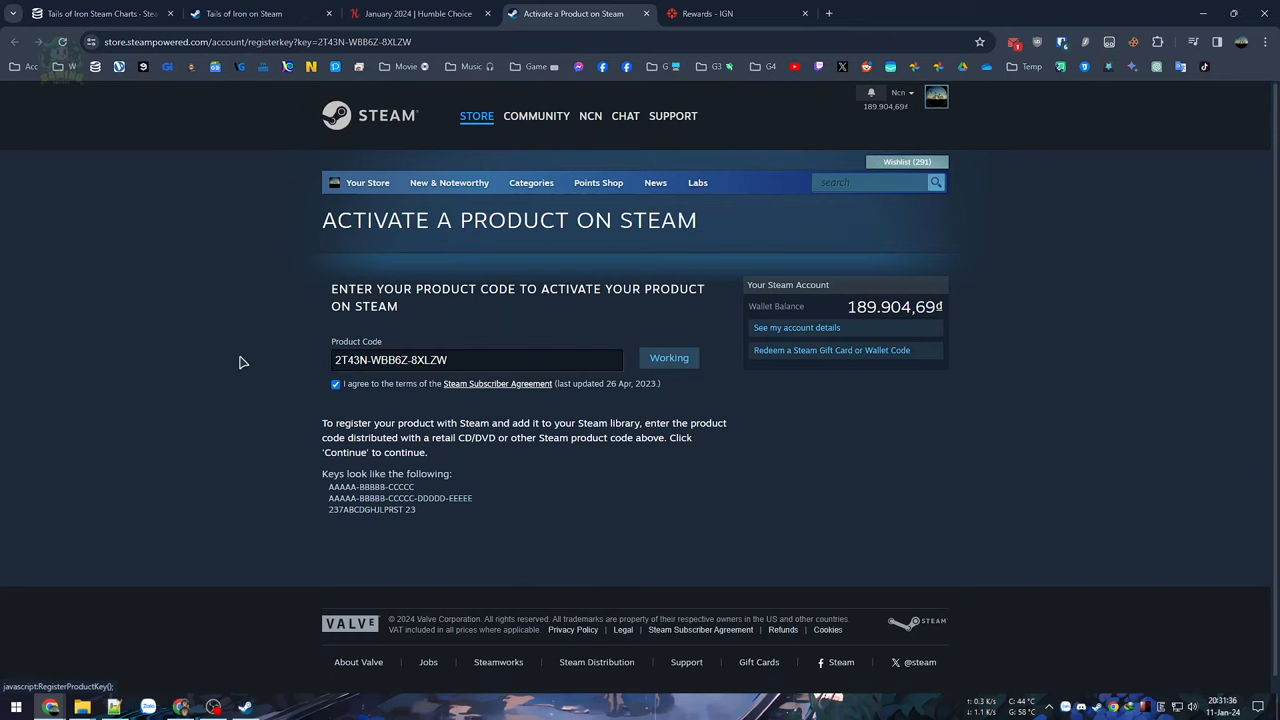 Tails of Iron Steam Charts - Stea
Tails of Iron on Steam
January 2024 | Humble Choice
Activate a Product on Steam
Rewards - IGN
store.steampowered.com/account/registerkey?key=2T43N-WBB6Z-8XLZW
Movie
Music
Game
G
G3
G4
Temp
GAMING
STEAM
STORE
COMMUNITY
NCN
CHAT
SUPPORT
Ncn
189.904,69₫
Wishlist (291)
Your Store
New & Noteworthy
Categories
Points Shop
News
Labs
search
ACTIVATE A PRODUCT ON STEAM
ENTER YOUR PRODUCT CODE TO ACTIVATE YOUR PRODUCT
ON STEAM
Product Code
2T43N-WBB6Z-8XLZW
Working
I agree to the terms of the Steam Subscriber Agreement (last updated 26 Apr, 2023.)
To register your product with Steam and add it to your Steam library, enter the product
code distributed with a retail CD/DVD or other Steam product code above. Click
'Continue' to continue.
Keys look like the following:
AAAAA-BBBBB-CCCCC
AAAAA-BBBBB-CCCCC-DDDDD-EEEEE
237ABCDGHJLPRST 23
Your Steam Account
Wallet Balance 189.904,69₫
See my account details
Redeem a Steam Gift Card or Wallet Code
VALVE
© 2024 Valve Corporation. All rights reserved. All trademarks are property of their respective owners in the US and other countries.
VAT included in all prices where applicable. Privacy Policy | Legal | Steam Subscriber Agreement | Refunds | Cookies
STEAM
About Valve | Jobs | Steamworks | Steam Distribution | Support | Gift Cards | Steam | @steam
javascript:RegisterProductKey();
Zalo
t: 0.3 K/s
↓: 1.1 K/s
C: 44 °C
G: 58 °C
20:31:36
11-Jan-24